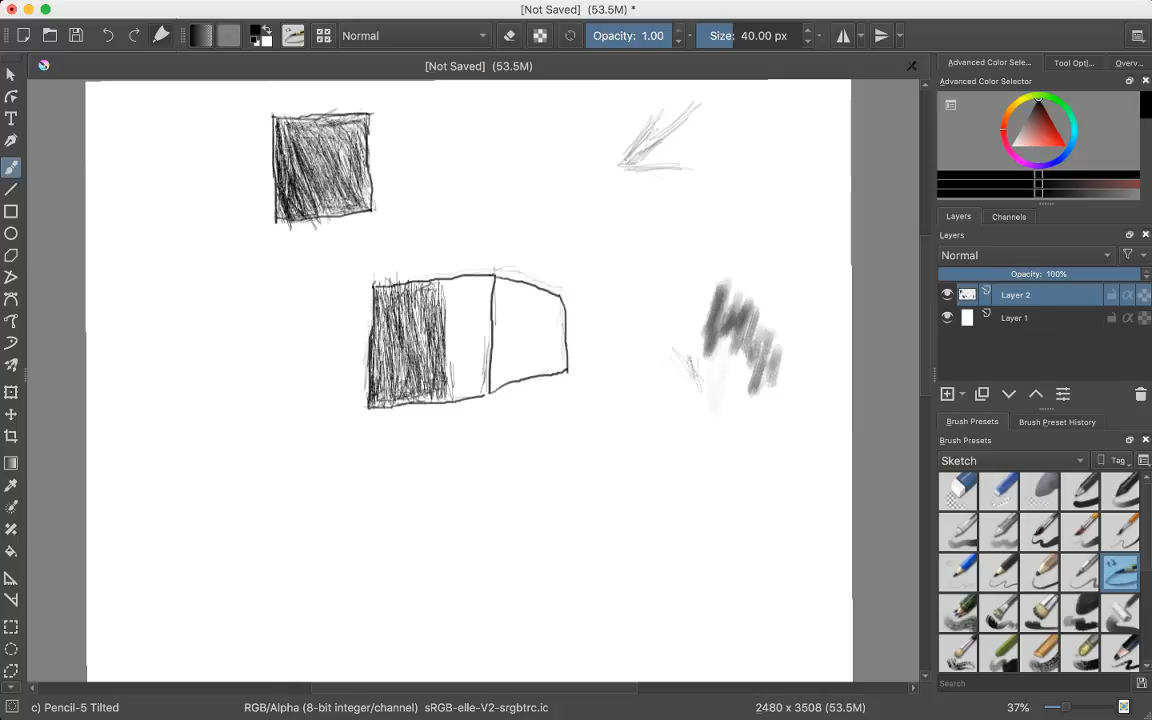 [Not Saved] (53.5M) *
Normal
Opacity: 1.00
Size: 40.00 px
[Not Saved] (53.5M)
Advanced Color Sele...
Tool Opti...
Overv...
Advanced Color Selector
Layers
Channels
Layers
Normal
Opacity: 100%
Layer 2
Layer 1
Brush Presets
Brush Preset History
Brush Presets
Sketch
Tag
Search
c) Pencil-5 Tilted
RGB/Alpha (8-bit integer/channel) sRGB-elle-V2-srgbtrc.ic
2480 x 3508 (53.5M)
37%